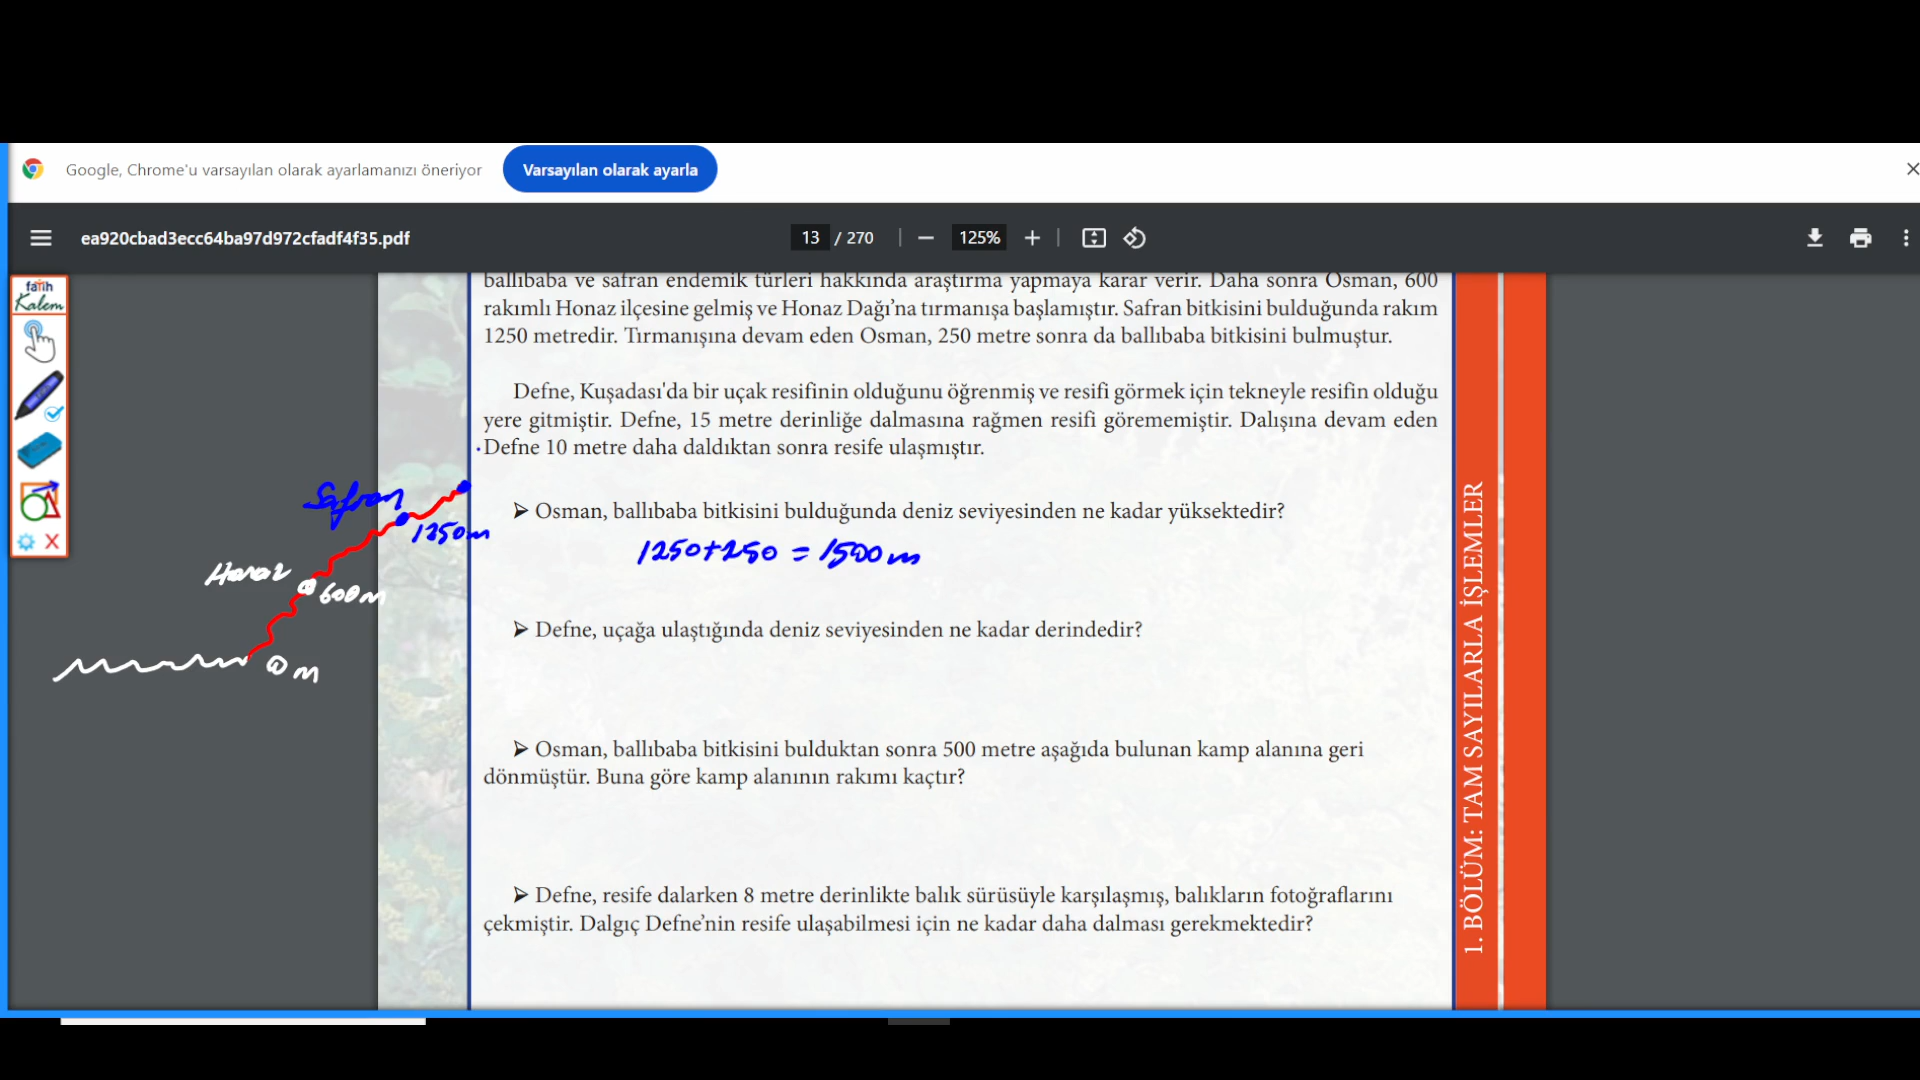 Google, Chrome'u varsayılan olarak ayarlamanızı öneriyor
Varsayılan olarak ayarla
ea920cbad3ecc64ba97d972cfadf4f35.pdf
13 / 270
125%
fatih
Kalem
ballıbaba ve safran endemik türleri hakkında araştırma yapmaya karar verir. Daha sonra Osman, 600
rakımlı Honaz ilçesine gelmiş ve Honaz Dağı’na tırmanışa başlamıştır. Safran bitkisini bulduğunda rakım
1250 metredir. Tırmanışına devam eden Osman, 250 metre sonra da ballıbaba bitkisini bulmuştur.
Defne, Kuşadası'da bir uçak resifinin olduğunu öğrenmiş ve resifi görmek için tekneyle resifin olduğu
yere gitmiştir. Defne, 15 metre derinliğe dalmasına rağmen resifi görememiştir. Dalışına devam eden
Defne 10 metre daha daldıktan sonra resife ulaşmıştır.
Safran
1250m
Honaz
600m
0 m
➢ Osman, ballıbaba bitkisini bulduğunda deniz seviyesinden ne kadar yüksektedir?
1250+250 = 1500m
➢ Defne, uçağa ulaştığında deniz seviyesinden ne kadar derindedir?
➢ Osman, ballıbaba bitkisini bulduktan sonra 500 metre aşağıda bulunan kamp alanına geri
dönmüştür. Buna göre kamp alanının rakımı kaçtır?
➢ Defne, resife dalarken 8 metre derinlikte balık sürüsüyle karşılaşmış, balıkların fotoğraflarını
çekmiştir. Dalgıç Defne’nin resife ulaşabilmesi için ne kadar daha dalması gerekmektedir?
1. BÖLÜM: TAM SAYILARLA İŞLEMLER